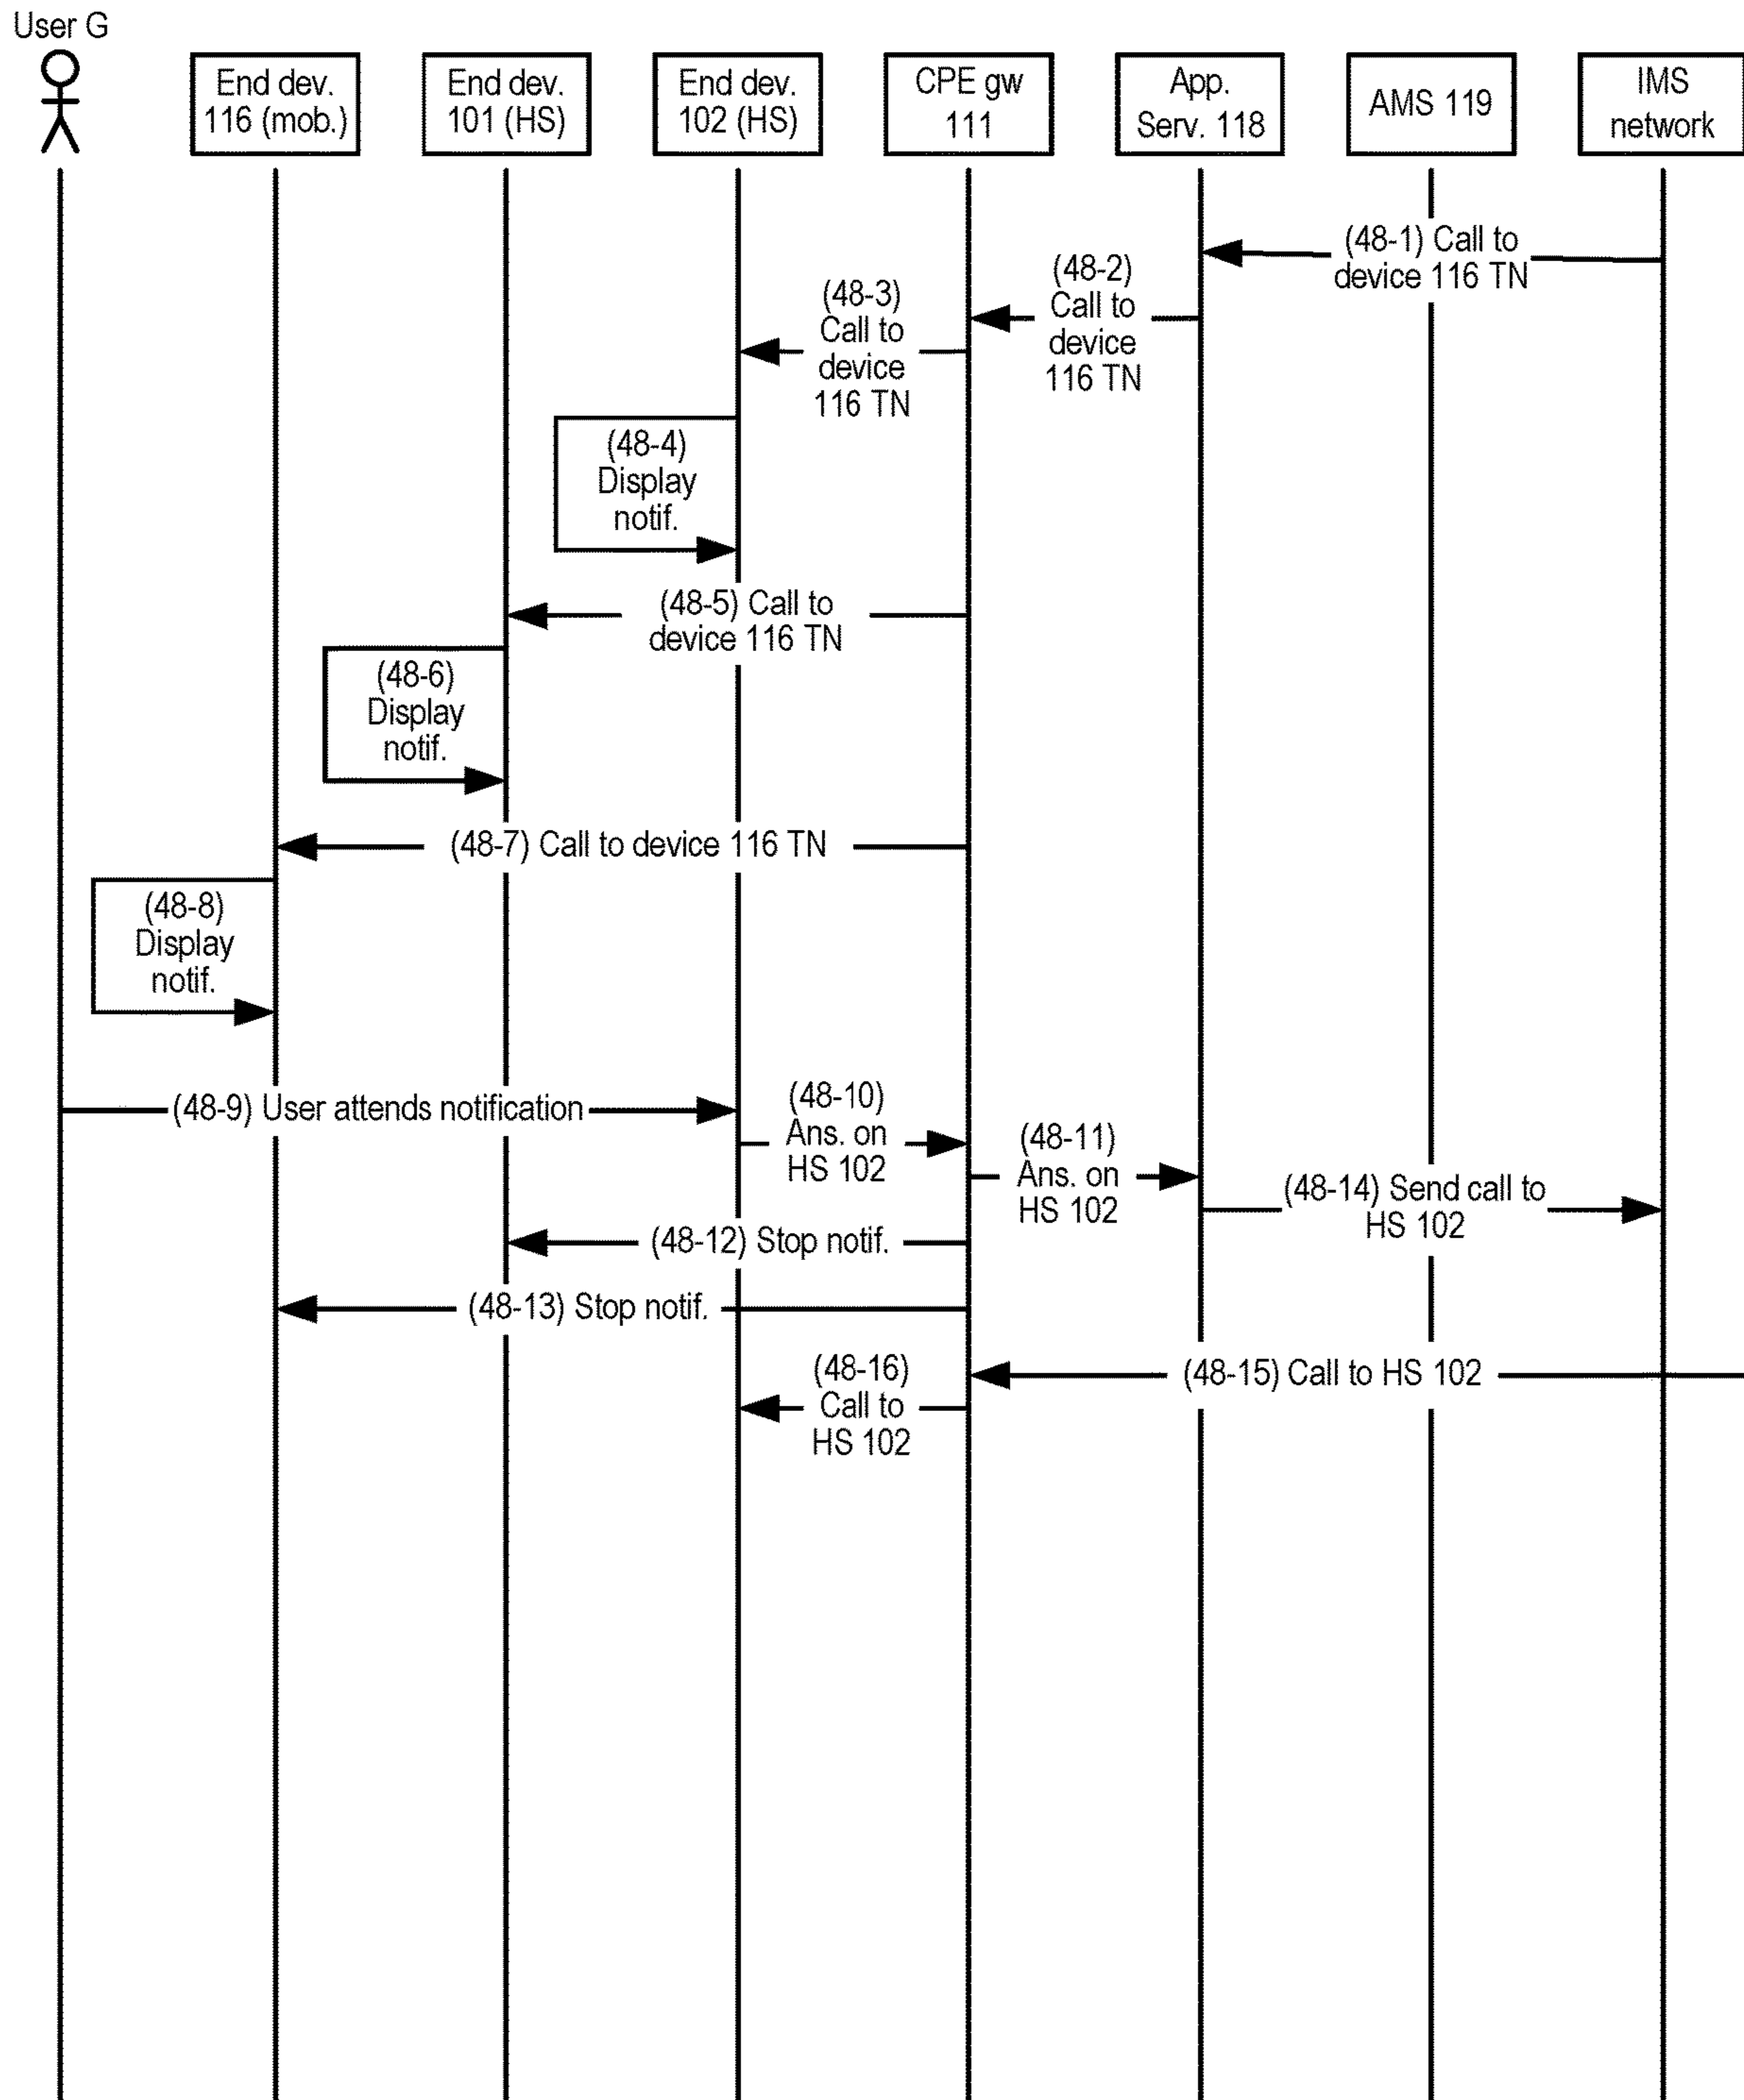 User G
End dev.
116 (mob.)
End dev.
101 (HS)
End dev.
102 (HS)
CPE gw
111
App.
Serv. 118
AMS 119
IMS
network
(48-1) Call to
device 116 TN
(48-2)
Call to
device
116 TN
(48-3)
Call to
device
116 TN
(48-4)
Display
notif.
(48-5) Call to
device 116 TN
(48-6)
Display
notif.
(48-7) Call to device 116 TN
(48-8)
Display
notif.
(48-9) User attends notification
(48-10)
Ans. on
HS 102
(48-11)
Ans. on
HS 102
(48-14) Send call to
HS 102
(48-12) Stop notif.
(48-13) Stop notif.
(48-15) Call to HS 102
(48-16)
Call to
HS 102